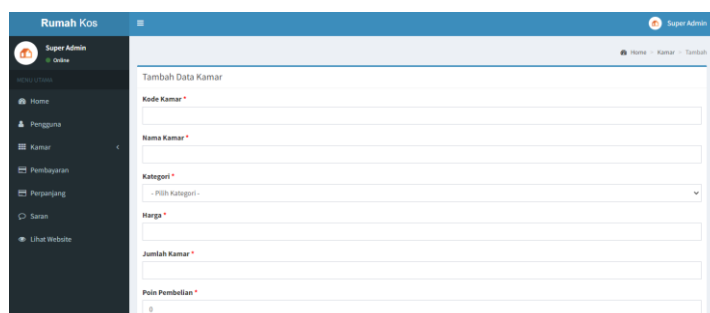 Rumah Kos
Super Admin
Super Admin
Online
Home > Kamar > Tambah
MENU UTAMA
Home
Pengguna
Kamar
Pembayaran
Perpanjang
Saran
Lihat Website
Tambah Data Kamar
Kode Kamar *
Nama Kamar *
Kategori *
- Pilih Kategori -
Harga *
Jumlah Kamar *
Poin Pembelian *
0